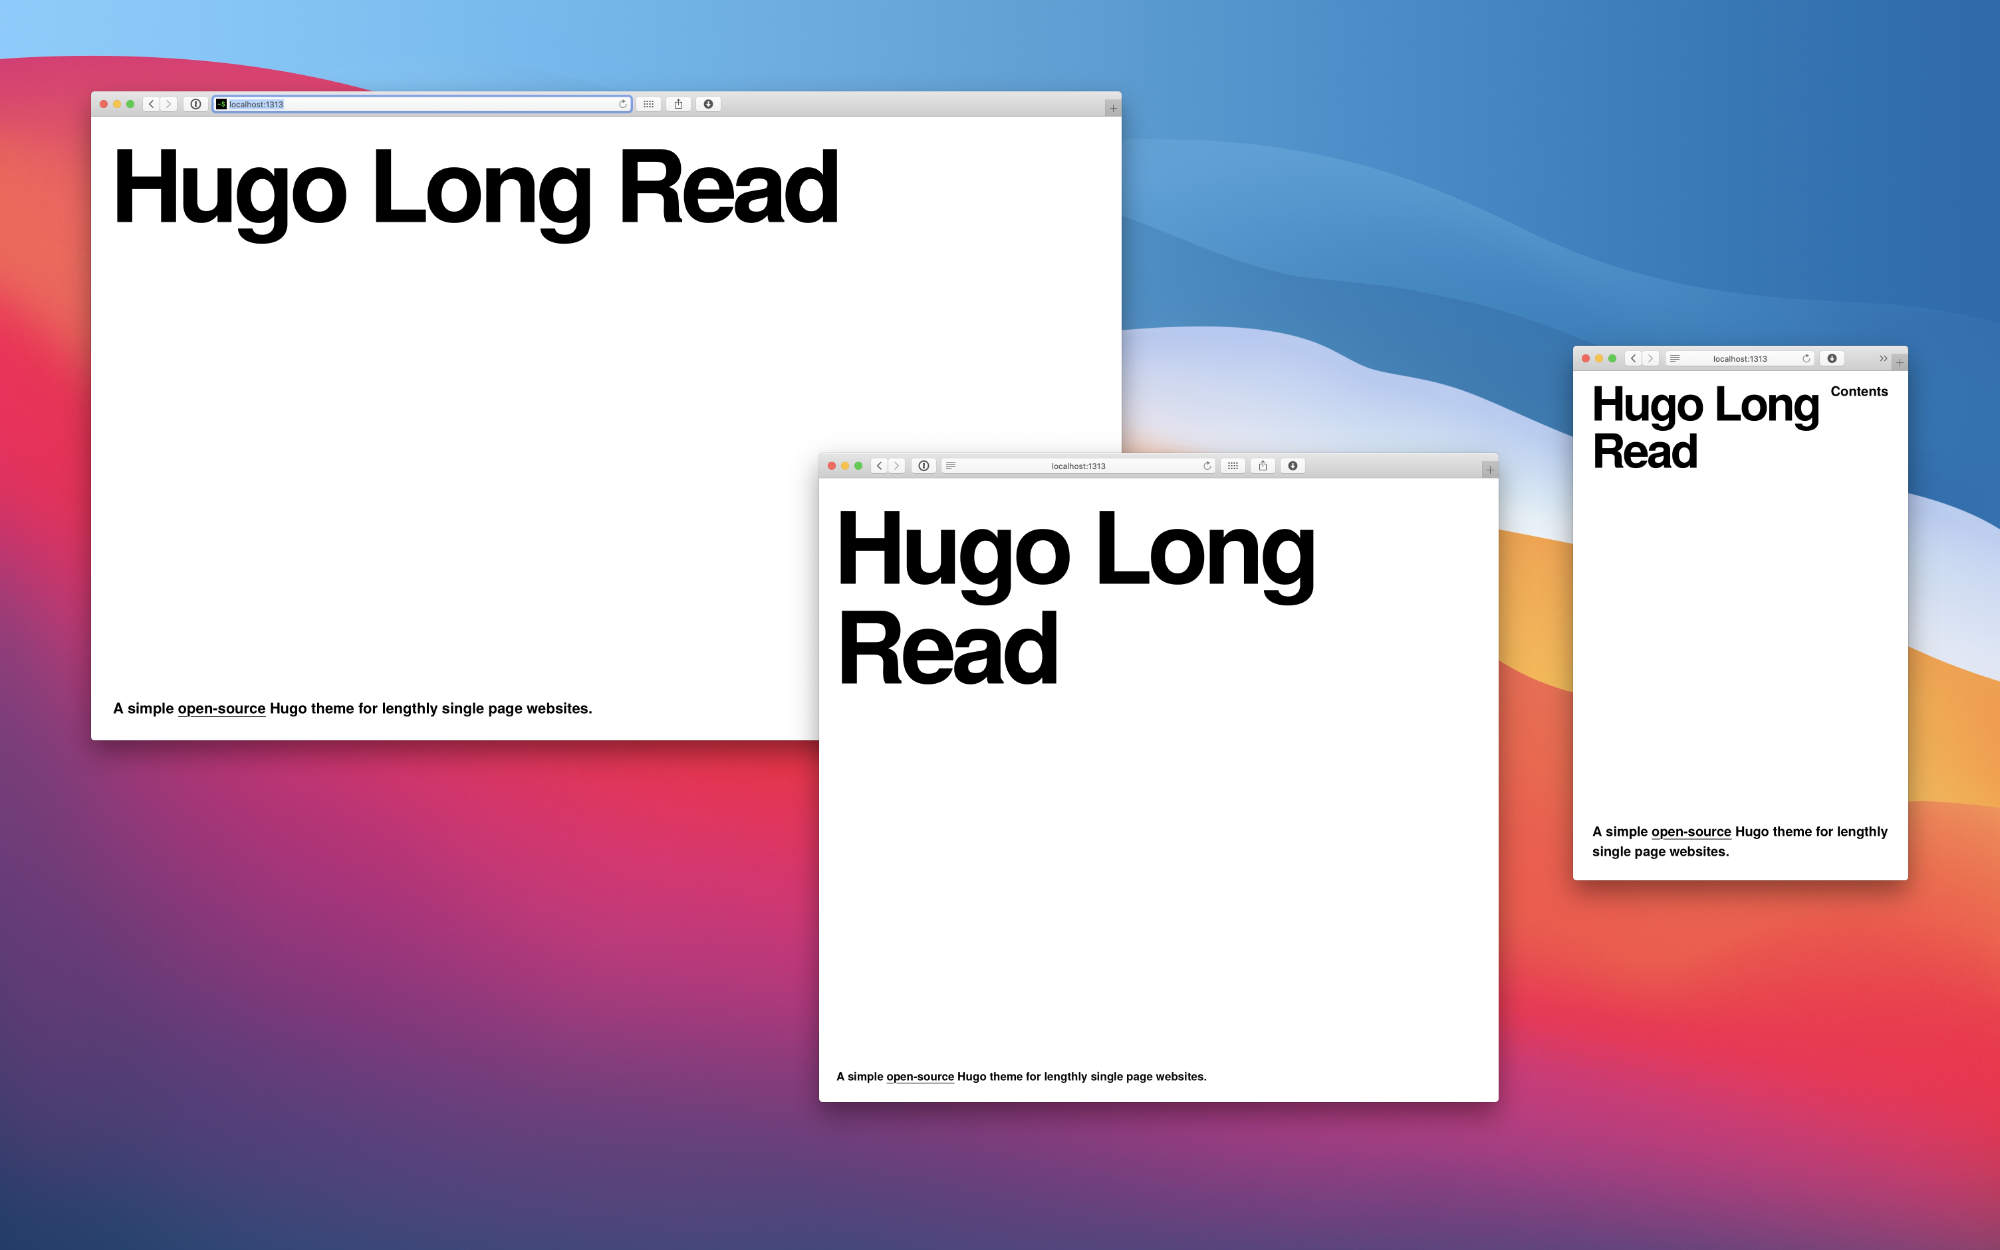 localhost:1313
Hugo Long Read
A simple open-source Hugo theme for lengthly single page websites.
localhost:1313
Hugo Long
Read
A simple open-source Hugo theme for lengthly single page websites.
localhost:1313
Contents
Hugo Long
Read
A simple open-source Hugo theme for lengthly
single page websites.